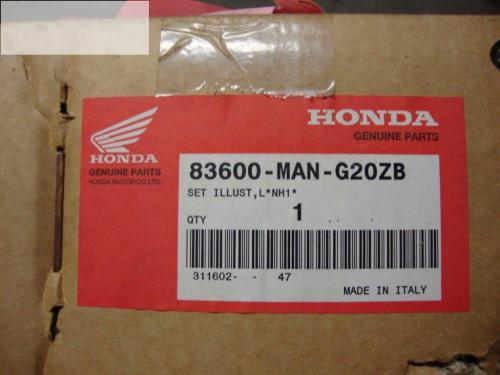 HONDA
GENUINE PARTS
HONDA
GENUINE PARTS
HONDA MOTOR CO LTD.
83600-MAN-G20ZB
SET ILLUST,L*NH1*
QTY 1
311602- - 47
MADE IN ITALY